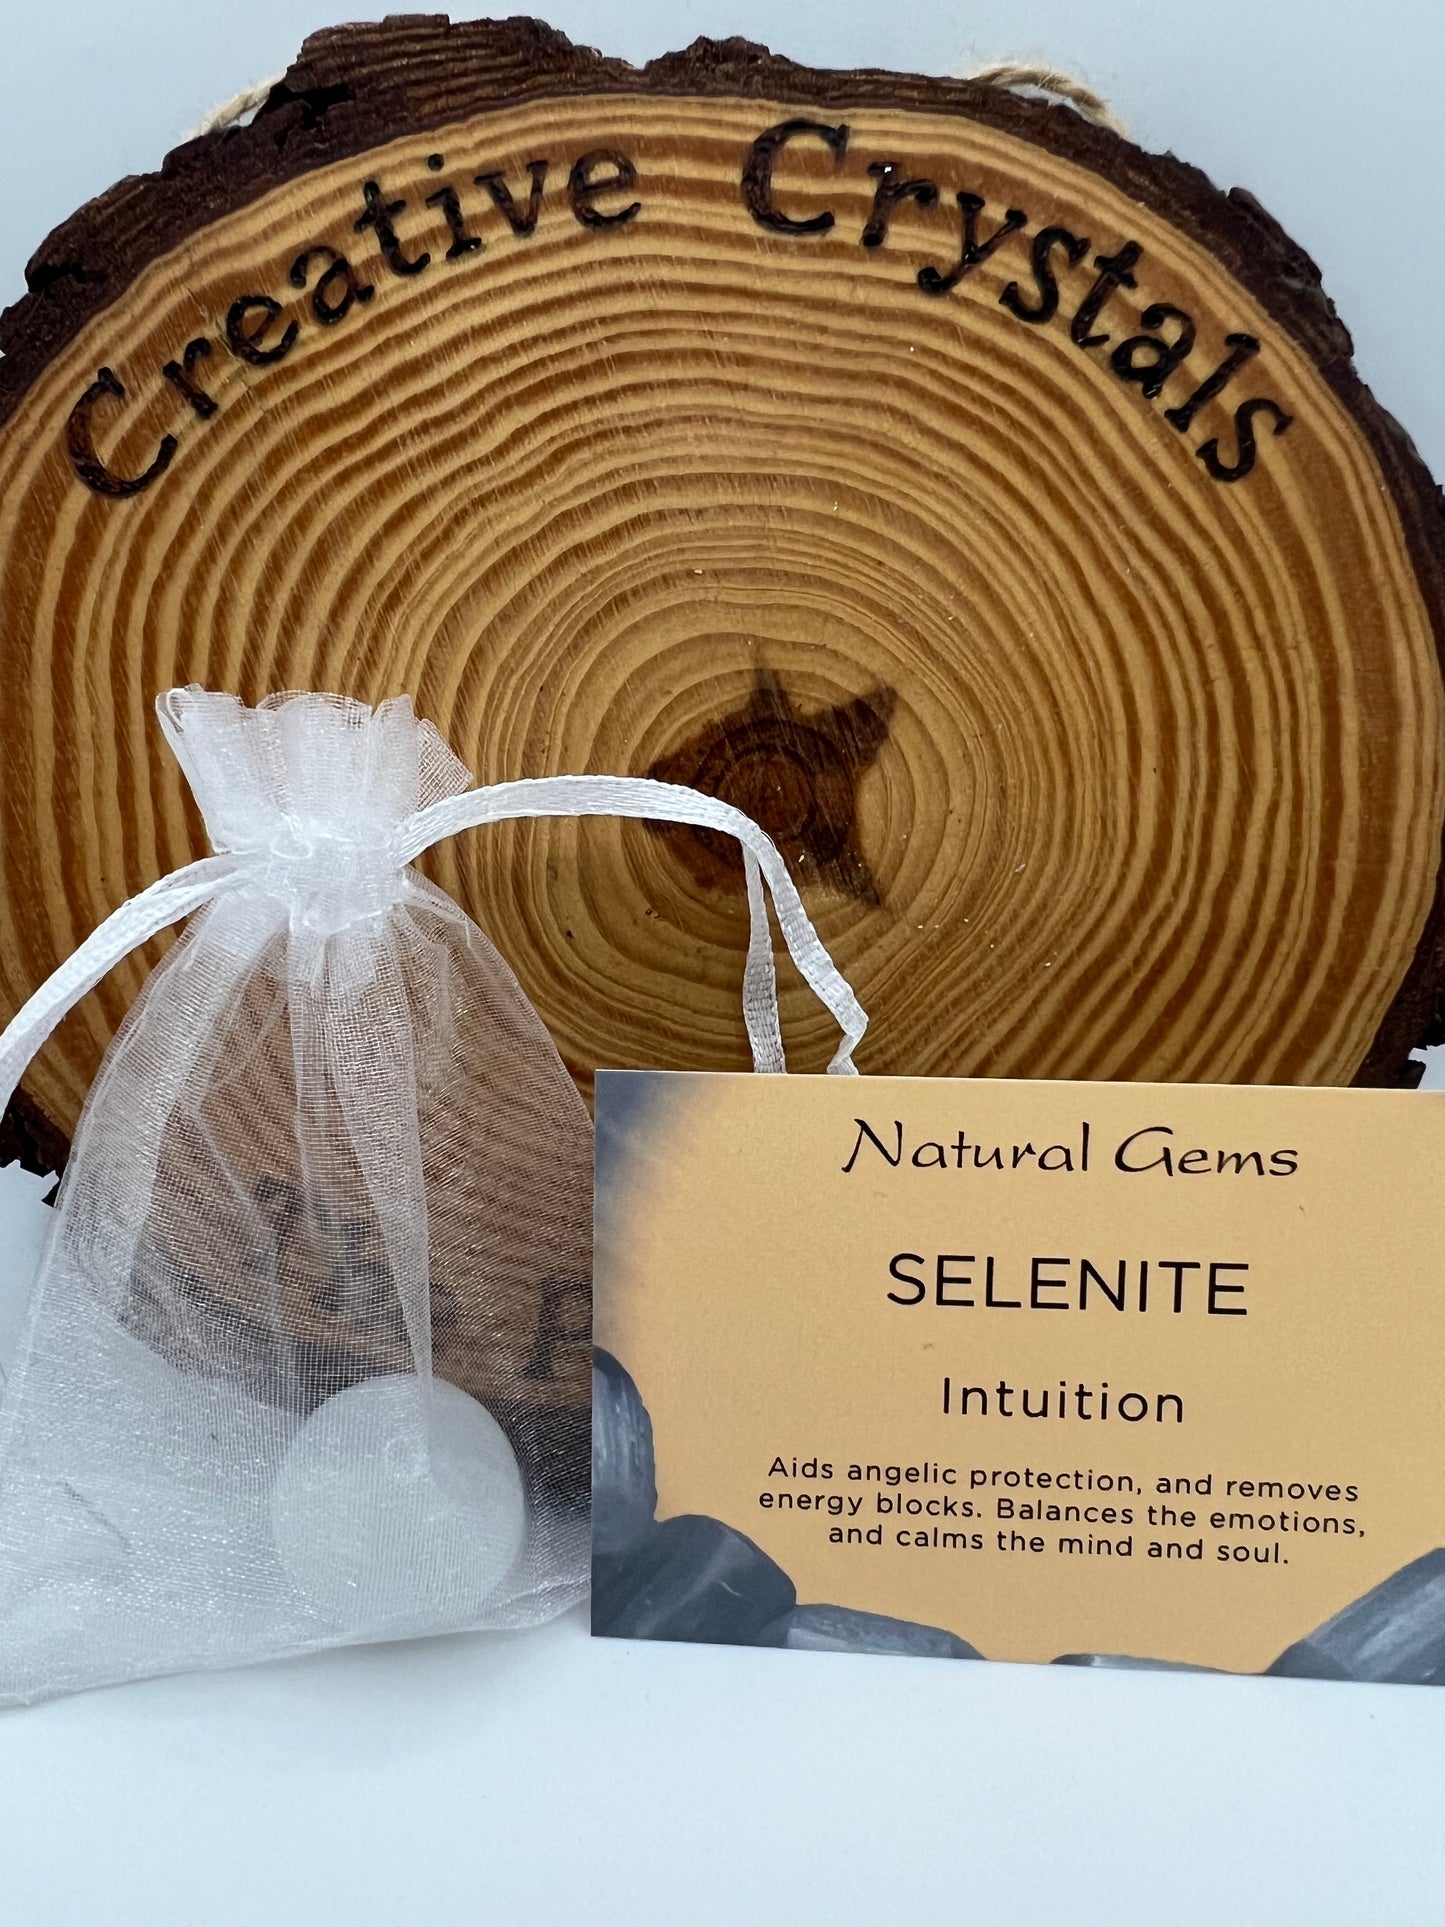 Creative Crystals
Natural Gems
SELENITE
Intuition
Aids angelic protection, and removes
energy blocks. Balances the emotions,
and calms the mind and soul.